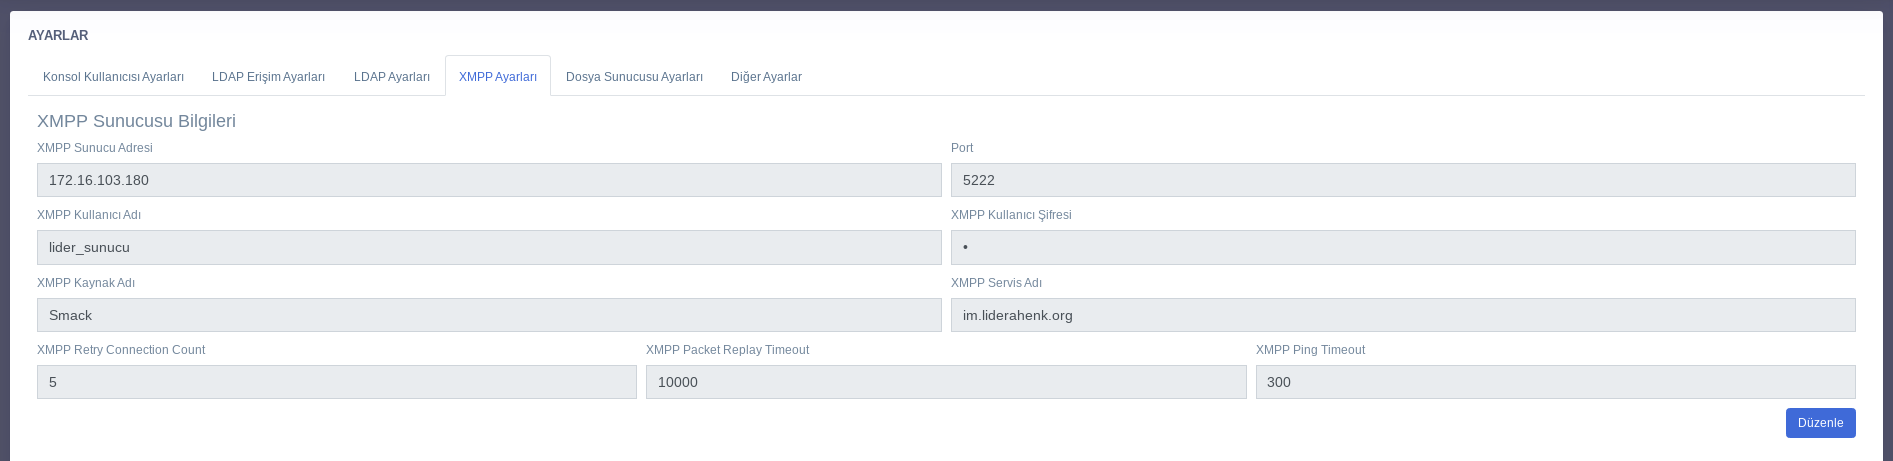 AYARLAR
Konsol Kullanıcısı Ayarları LDAP Erişim Ayarları LDAP Ayarları XMPP Ayarları Dosya Sunucusu Ayarları Diğer Ayarlar
XMPP Sunucusu Bilgileri
XMPP Sunucu Adresi Port
172.16.103.180 5222
XMPP Kullanıcı Adı XMPP Kullanıcı Şifresi
lider_sunucu •
XMPP Kaynak Adı XMPP Servis Adı
Smack im.liderahenk.org
XMPP Retry Connection Count XMPP Packet Replay Timeout XMPP Ping Timeout
5 10000 300
Düzenle